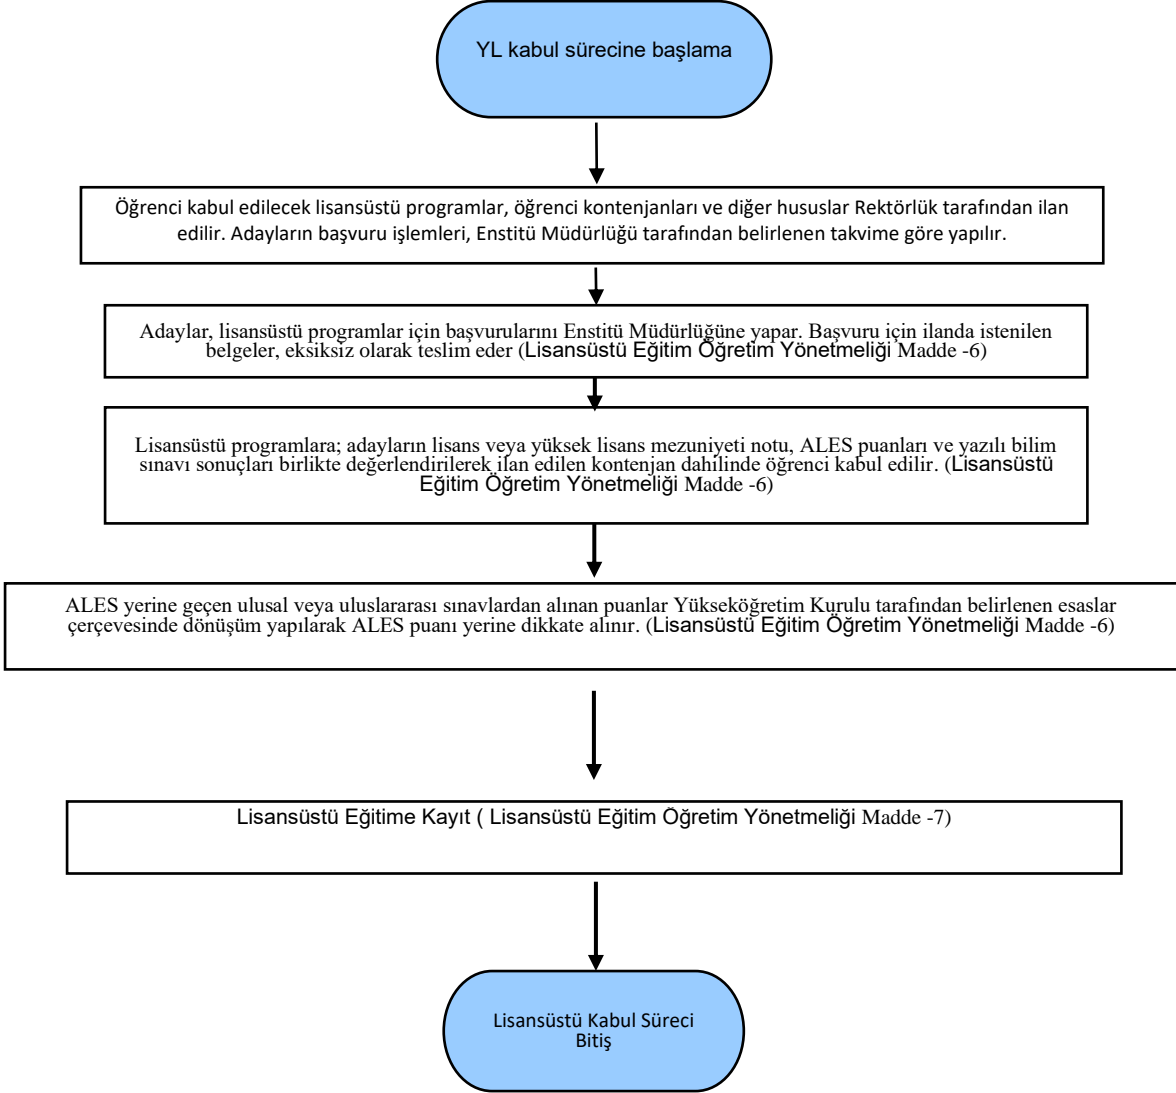 YL kabul sürecine başlama
Öğrenci kabul edilecek lisansüstü programlar, öğrenci kontenjanları ve diğer hususlar Rektörlük tarafından ilan
edilir. Adayların başvuru işlemleri, Enstitü Müdürlüğü tarafından belirlenen takvime göre yapılır.
Adaylar, lisansüstü programlar için başvurularını Enstitü Müdürlüğüne yapar. Başvuru için ilanda istenilen
belgeler, eksiksiz olarak teslim eder (Lisansüstü Eğitim Öğretim Yönetmeliği Madde -6)
Lisansüstü programlara; adayların lisans veya yüksek lisans mezuniyeti notu, ALES puanları ve yazılı bilim
sınavı sonuçları birlikte değerlendirilerek ilan edilen kontenjan dahilinde öğrenci kabul edilir. (Lisansüstü
Eğitim Öğretim Yönetmeliği Madde -6)
ALES yerine geçen ulusal veya uluslararası sınavlardan alınan puanlar Yükseköğretim Kurulu tarafından belirlenen esaslar
çerçevesinde dönüşüm yapılarak ALES puanı yerine dikkate alınır. (Lisansüstü Eğitim Öğretim Yönetmeliği Madde -6)
Lisansüstü Eğitime Kayıt ( Lisansüstü Eğitim Öğretim Yönetmeliği Madde -7)
Lisansüstü Kabul Süreci
Bitiş